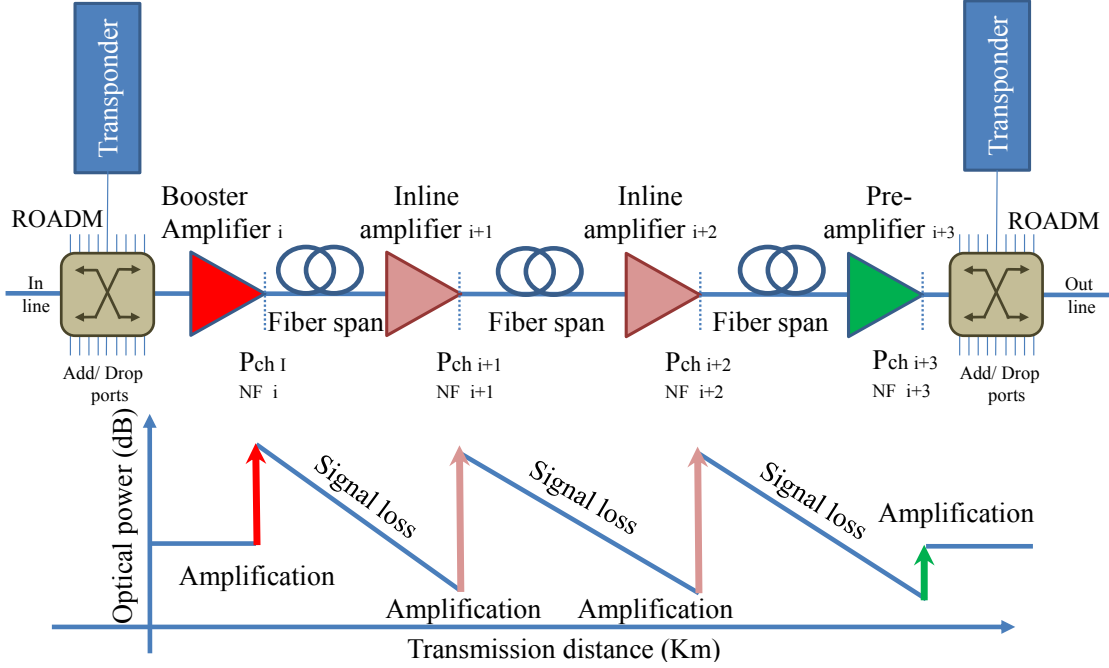 Transponder
Transponder
Booster
Amplifier i
Inline
amplifier i+1
Inline
amplifier i+2
Pre-
amplifier i+3
ROADM
ROADM
In
line
Out
line
Fiber span
Fiber span
Fiber span
Add/ Drop
ports
Pch I
NF i
Pch i+1
NF i+1
Pch i+2
NF i+2
Pch i+3
NF i+3
Add/ Drop
ports
Optical power (dB)
Signal loss
Signal loss
Signal loss
Amplification
Amplification
Amplification
Amplification
Transmission distance (Km)